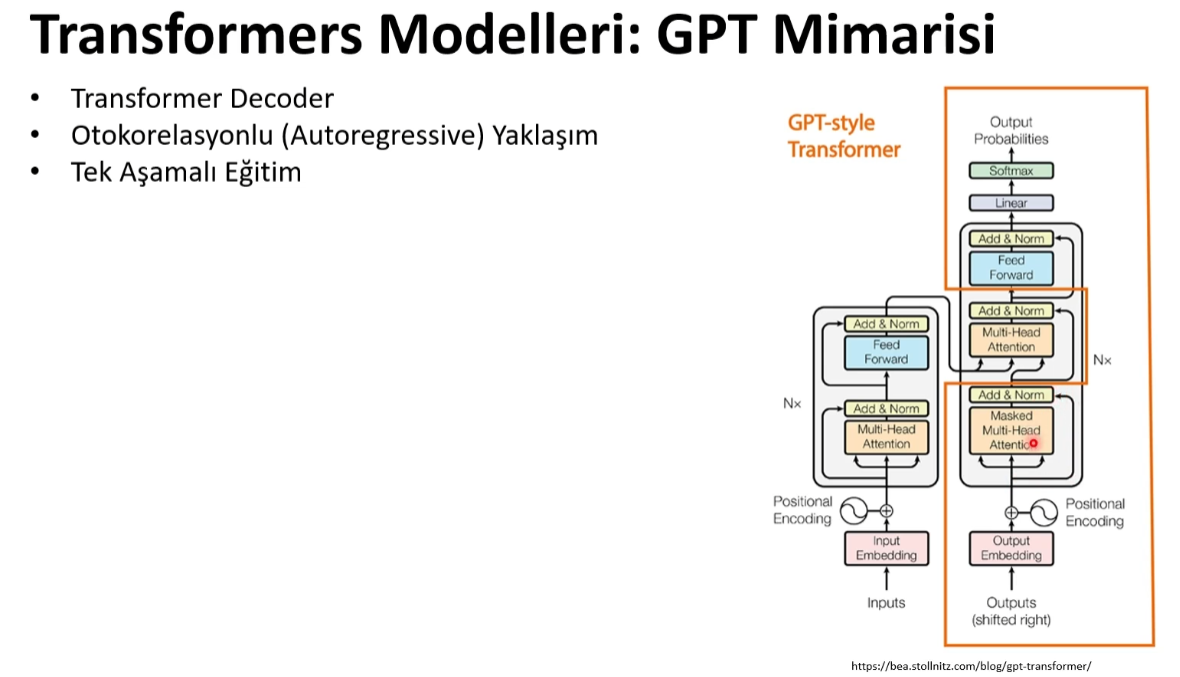 Transformers Modelleri: GPT Mimarisi
• Transformer Decoder
• Otokorelasyonlu (Autoregressive) Yaklaşım
• Tek Aşamalı Eğitim
GPT-style
Transformer
Output
Probabilities
Softmax
Linear
Add & Norm
Feed
Forward
Add & Norm
Multi-Head
Attention
Nx
Add & Norm
Masked
Multi-Head
Attention
Positional
Encoding
Output
Embedding
Outputs
(shifted right)
Add & Norm
Feed
Forward
Nx
Add & Norm
Multi-Head
Attention
Positional
Encoding
Input
Embedding
Inputs
https://bea.stollnitz.com/blog/gpt-transformer/